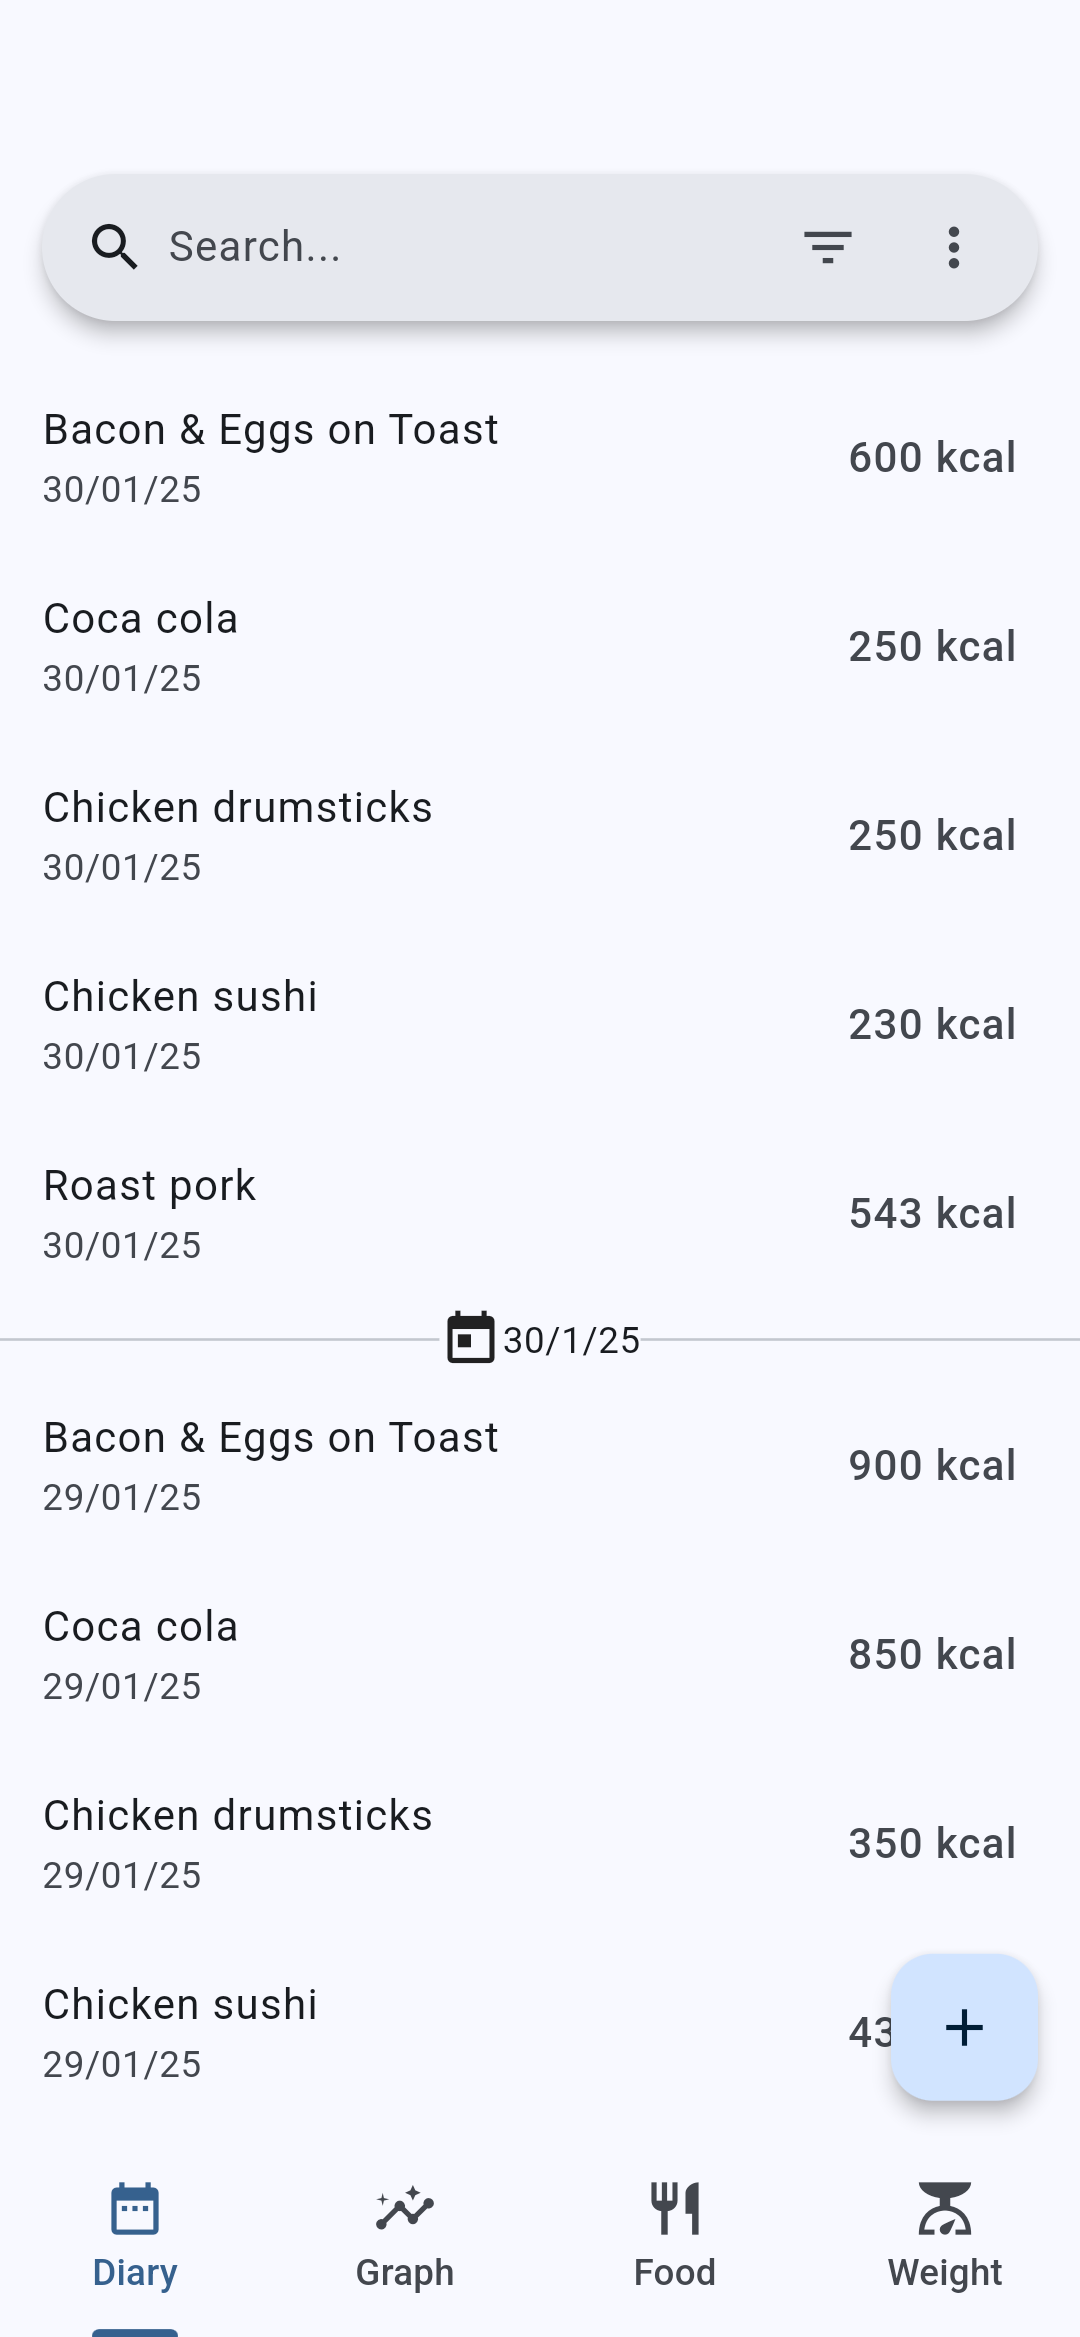 Search...
Bacon & Eggs on Toast
600 kcal
30/01/25
Coca cola
250 kcal
30/01/25
Chicken drumsticks
250 kcal
30/01/25
Chicken sushi
230 kcal
30/01/25
Roast pork
543 kcal
30/01/25
30/1/25
Bacon & Eggs on Toast
900 kcal
29/01/25
Coca cola
850 kcal
29/01/25
Chicken drumsticks
350 kcal
29/01/25
Chicken sushi
29/01/25
Diary
Graph
Food
Weight